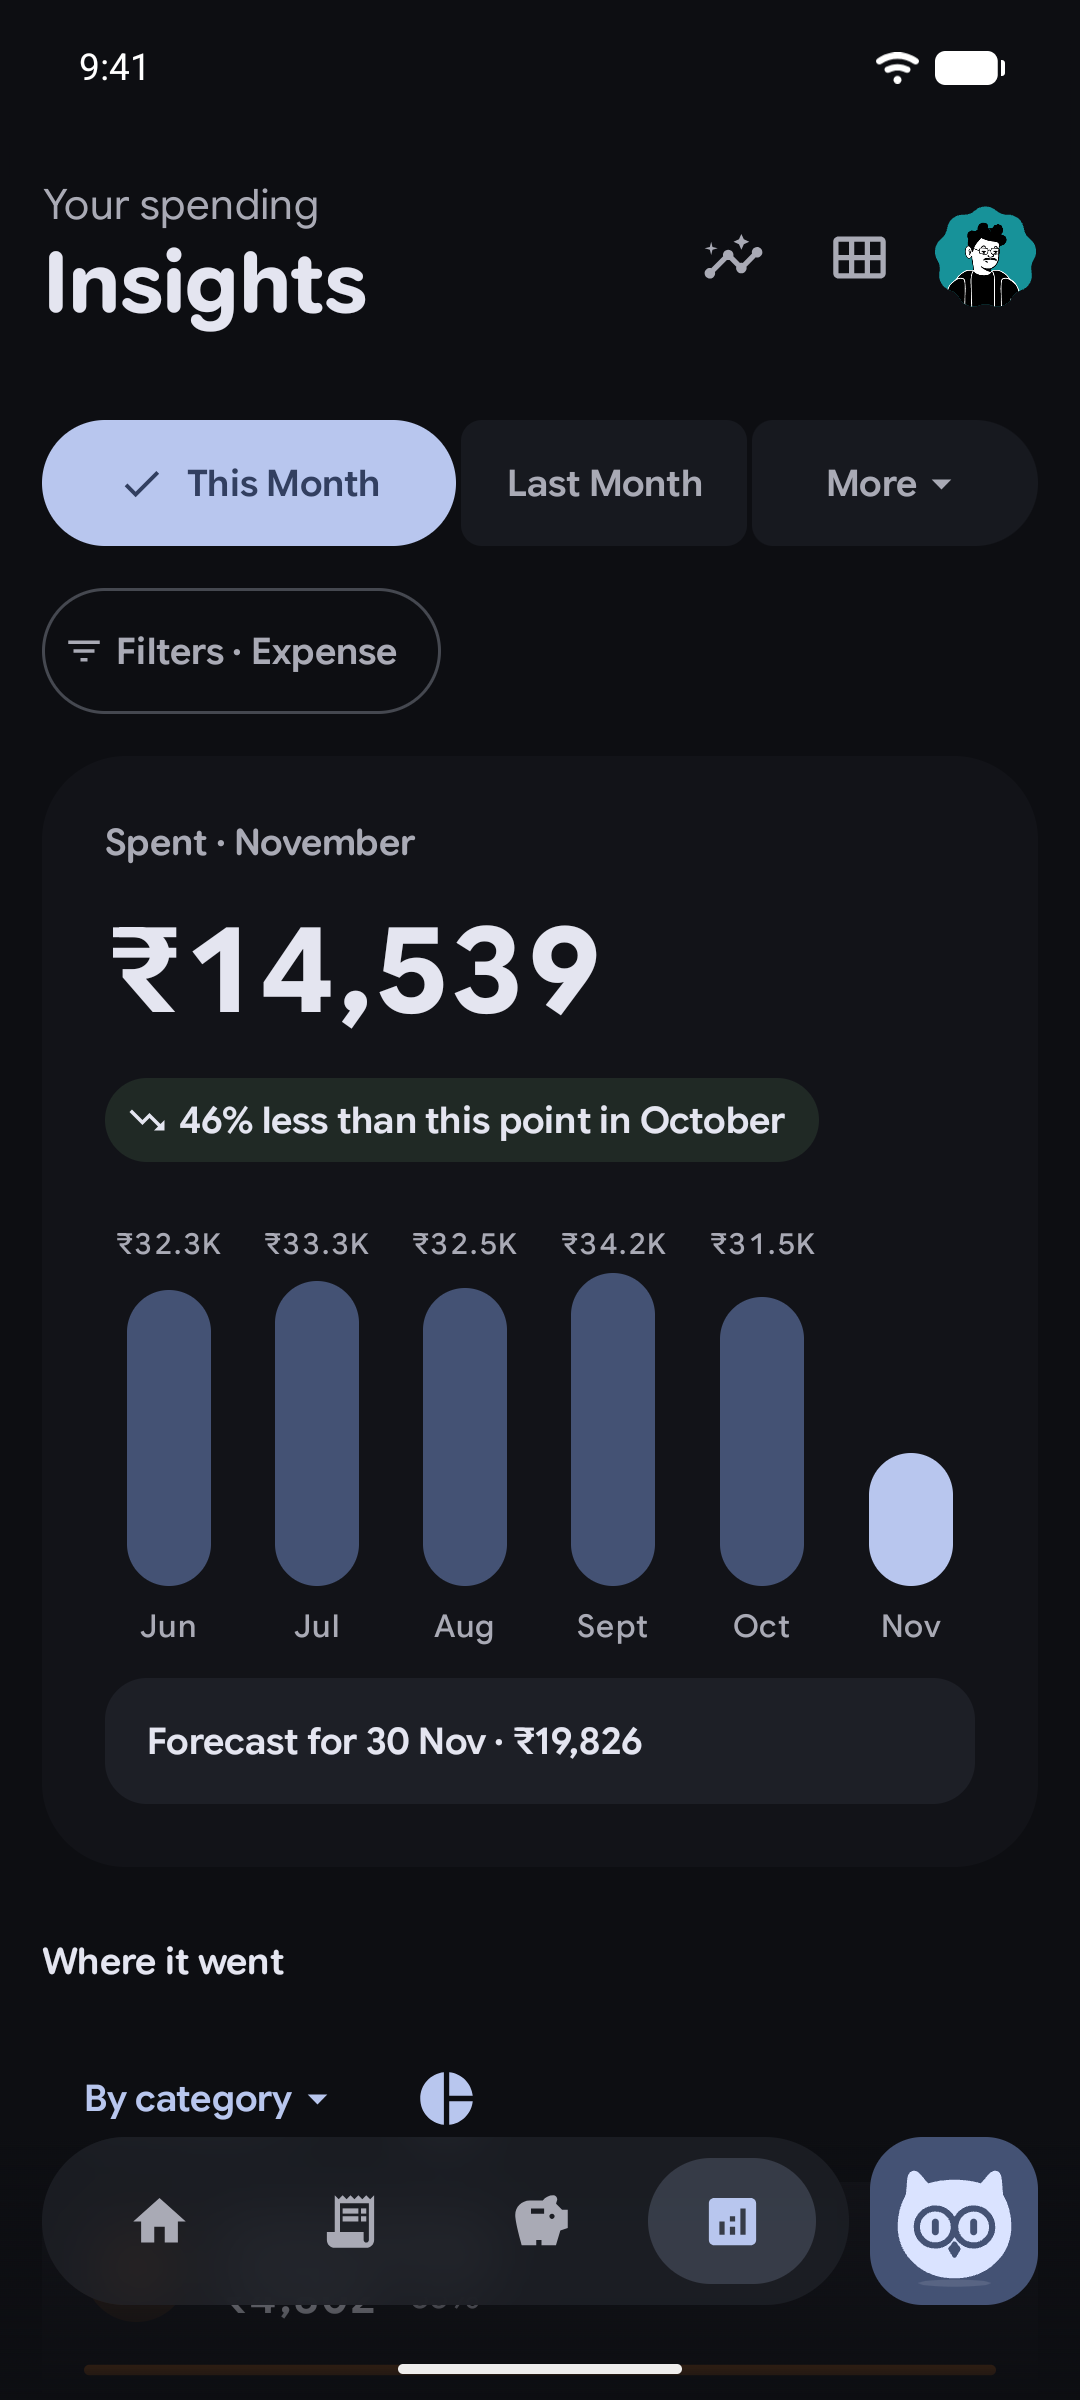 9:41
Your spending
Insights
This Month
Last Month
More
Filters · Expense
Spent · November
₹14,539
46% less than this point in October
₹32.3K ₹33.3K ₹32.5K ₹34.2K ₹31.5K
Jun Jul Aug Sept Oct Nov
Forecast for 30 Nov · ₹19,826
Where it went
By category